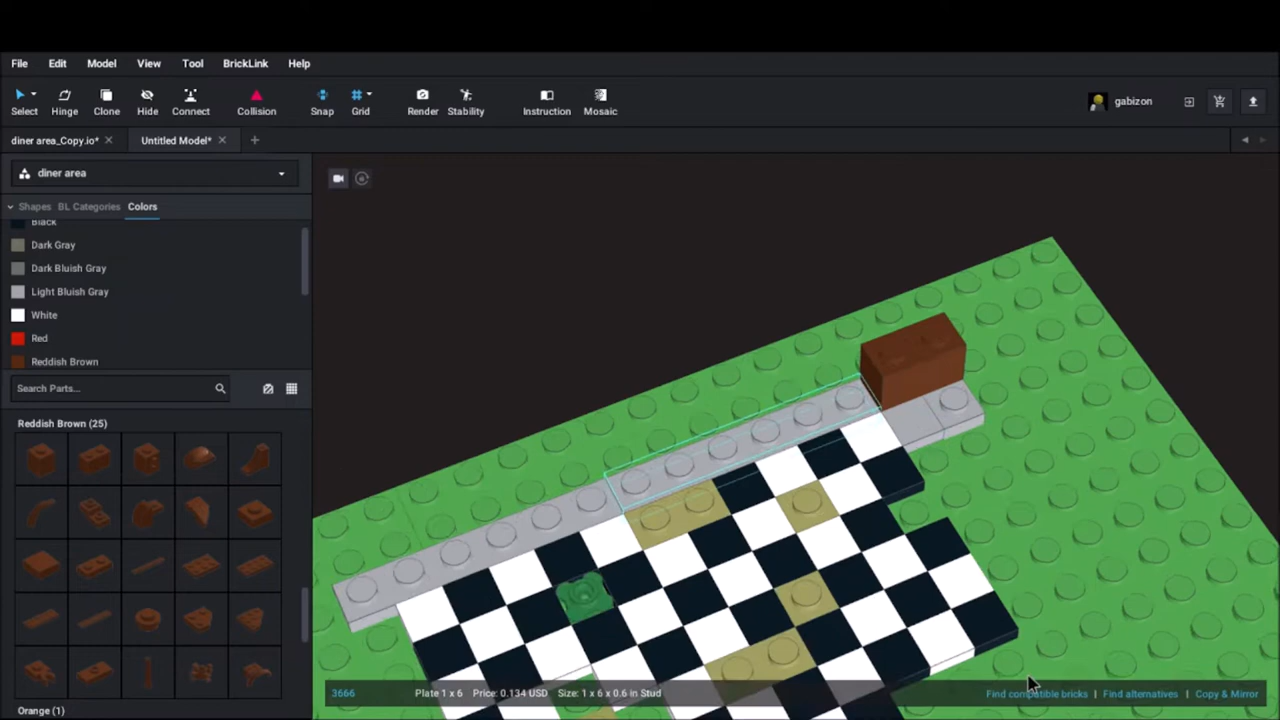 File Edit Model View Tool BrickLink Help
Select Hinge Clone Hide Connect Collision Snap Grid Render Stability Instruction Mosaic gabizon
diner area_Copy.io* Untitled Model*
diner area
Shapes BL Categories Colors
Black
Dark Gray
Dark Bluish Gray
Light Bluish Gray
White
Red
Reddish Brown
Search Parts...
Reddish Brown (25)
3666 Plate 1 x 6 Price: 0.134 USD Size: 1 x 6 x 0.6 in Stud Find compatible bricks | Find alternatives | Copy & Mirror
Orange (1)